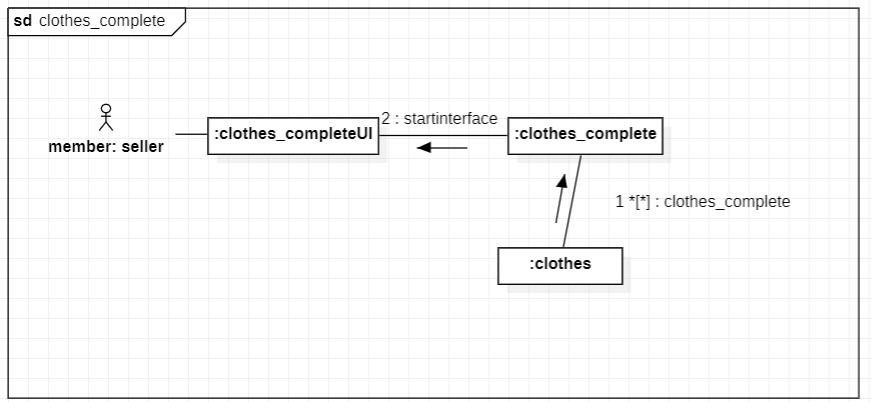 sd clothes_complete
2 : startinterface
:clothes_completeUI
:clothes_complete
member: seller
1 *[*] : clothes_complete
:clothes